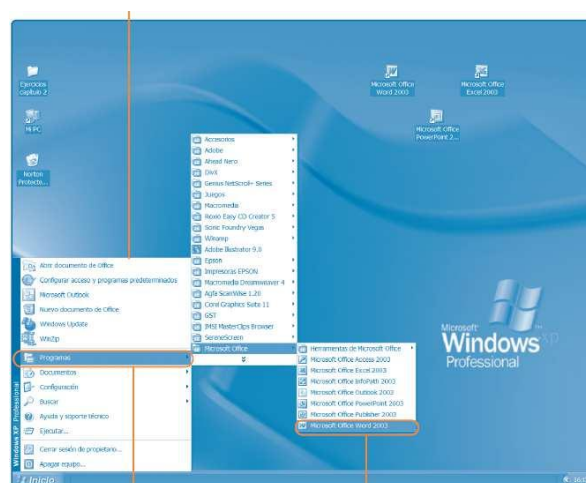 Ejercicios
capítulo 2
Mi PC
Norton
Protecte...
Microsoft Office
Word 2003
Microsoft Office
Excel 2003
Microsoft Office
PowerPoint 2...
Accesorios
Adobe
Ahead Nero
DivX
Genius NetScroll+ Series
Juegos
Macromedia
Roxio Easy CD Creator 5
Sonic Foundry Vegas
Winamp
Adobe Illustrator 9.0
Epson
Impresoras EPSON
Macromedia Dreamweaver 4
Agfa ScanWise 1.20
Corel Graphics Suite 11
GST
IMSI MasterClips Browser
SereneScreen
Microsoft Office
Abrir documento de Office
Configurar acceso y programas predeterminados
Microsoft Outlook
Nuevo documento de Office
Windows Update
WinZip
Programas
Documentos
Configuración
Buscar
Ayuda y soporte técnico
Ejecutar...
Cerrar sesión de propietario...
Apagar equipo...
Windows XP Professional
Herramientas de Microsoft Office
Microsoft Office Access 2003
Microsoft Office Excel 2003
Microsoft Office InfoPath 2003
Microsoft Office Outlook 2003
Microsoft Office PowerPoint 2003
Microsoft Office Publisher 2003
Microsoft Office Word 2003
Microsoft
Windows xp
Professional
Inicio